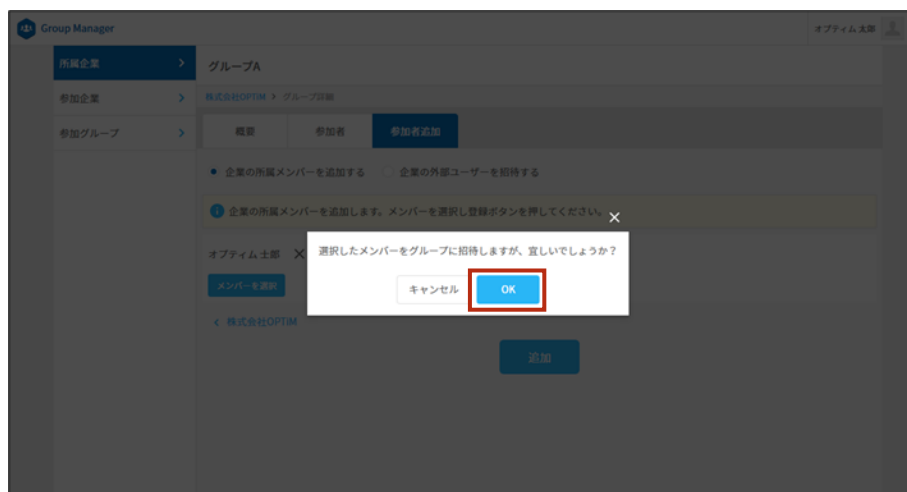 Group Manager
オプティム 太郎
所属企業
参加企業
参加グループ
グループA
株式会社OPTiM > グループ詳細
概要
参加者
参加者追加
企業の所属メンバーを追加する
企業の外部ユーザーを招待する
企業の所属メンバーを追加します。メンバーを選択し登録ボタンを押してください。
オプティム 士郎
選択したメンバーをグループに招待しますが、宜しいでしょうか？
キャンセル
OK
メンバーを選択
株式会社OPTiM
追加